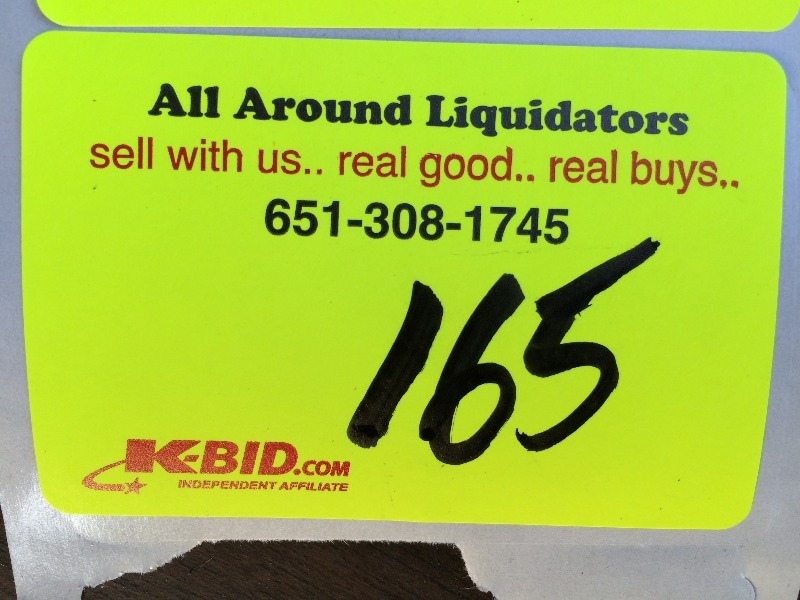 All Around Liquidators
sell with us.. real good.. real buys..
651-308-1745
165
K-BID.COM
INDEPENDENT AFFILIATE